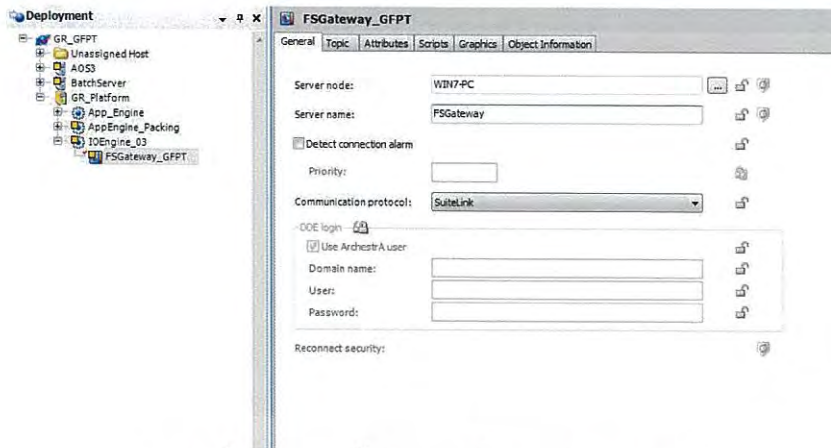 Deployment
GR_GFPT
Unassigned Host
AOS3
BatchServer
GR_Platform
App_Engine
AppEngine_Packing
IOEngine_03
FSGateway_GFPT
FSGateway_GFPT
General Topic Attributes Scripts Graphics Object Information
Server node: WIN7-PC ...
Server name: FSGateway
Detect connection alarm
Priority:
Communication protocol: SuiteLink
DDE login
Use ArchestrA user
Domain name:
User:
Password:
Reconnect security: